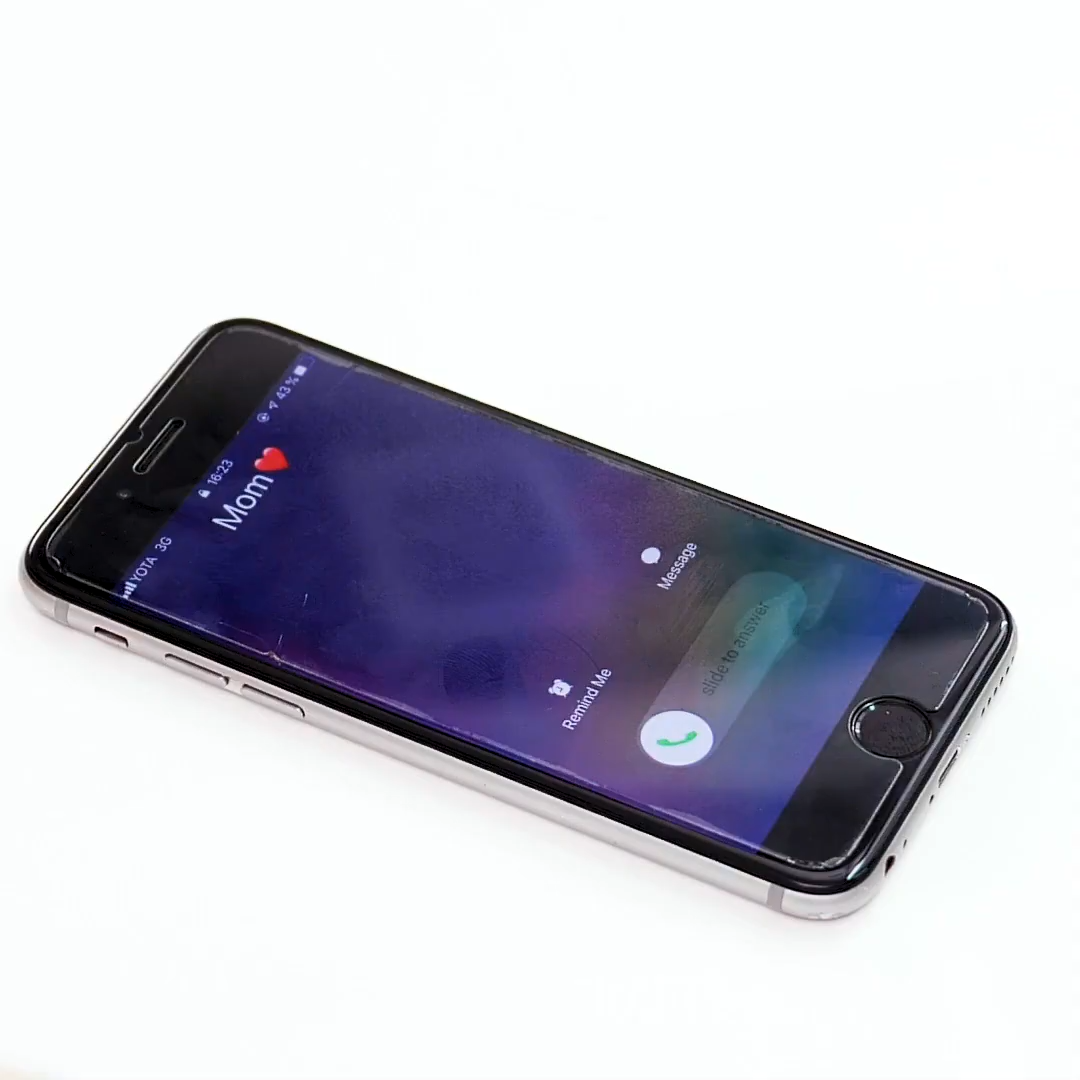 YOTA 3G 16:23 43 %
Mom❤️
Remind Me
Message
slide to answer